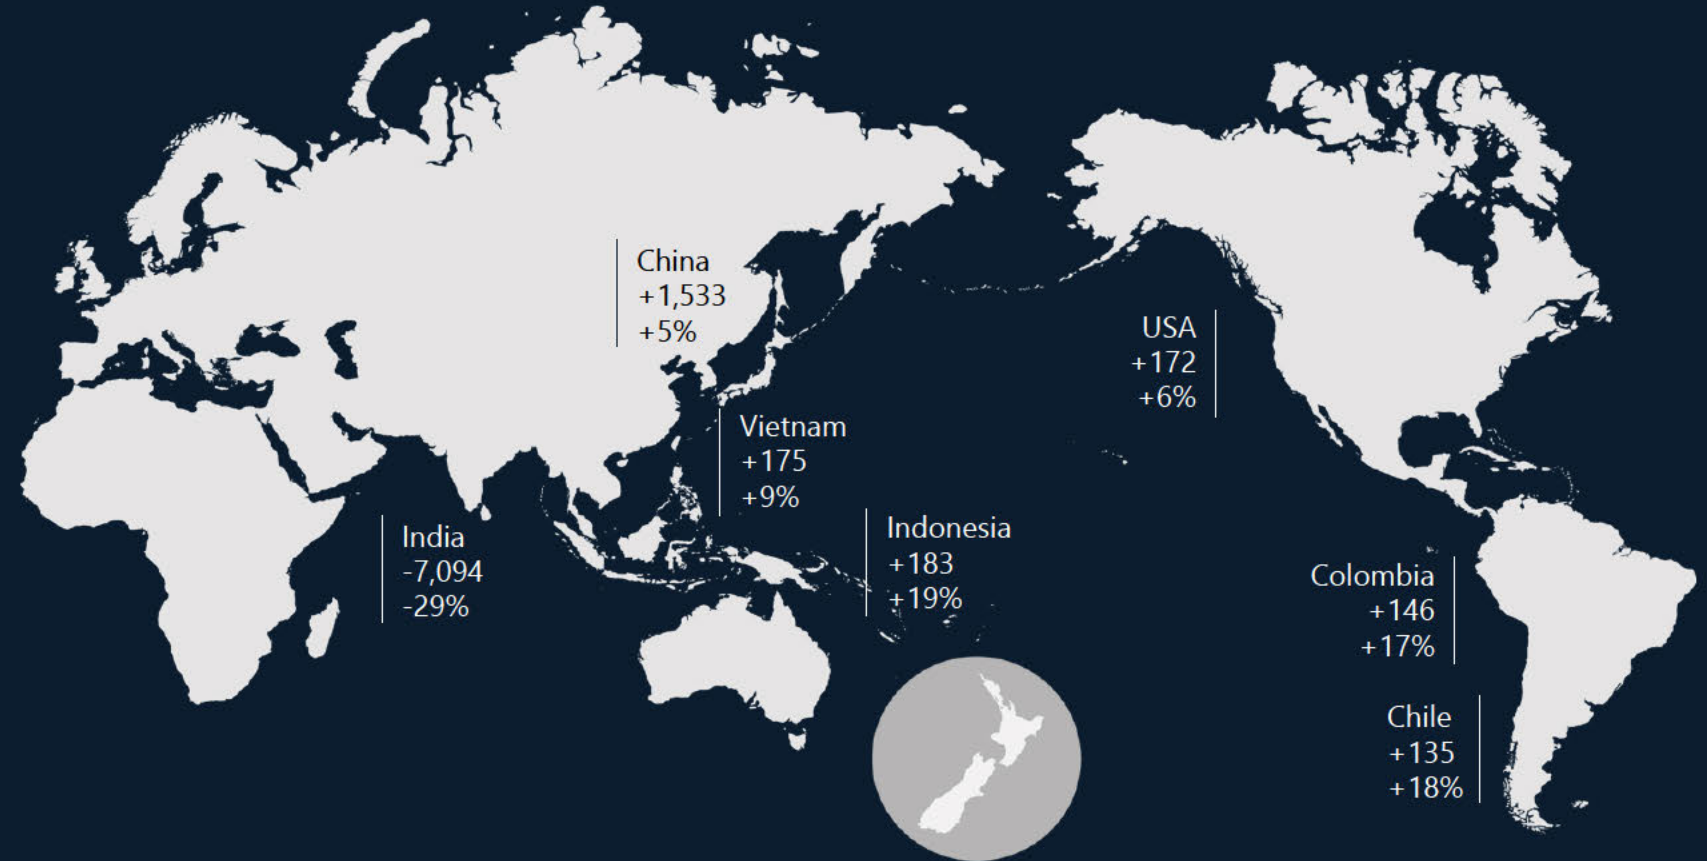 China
+1,533
+5%
USA
+172
+6%
Vietnam
+175
+9%
India
-7,094
-29%
Indonesia
+183
+19%
Colombia
+146
+17%
Chile
+135
+18%